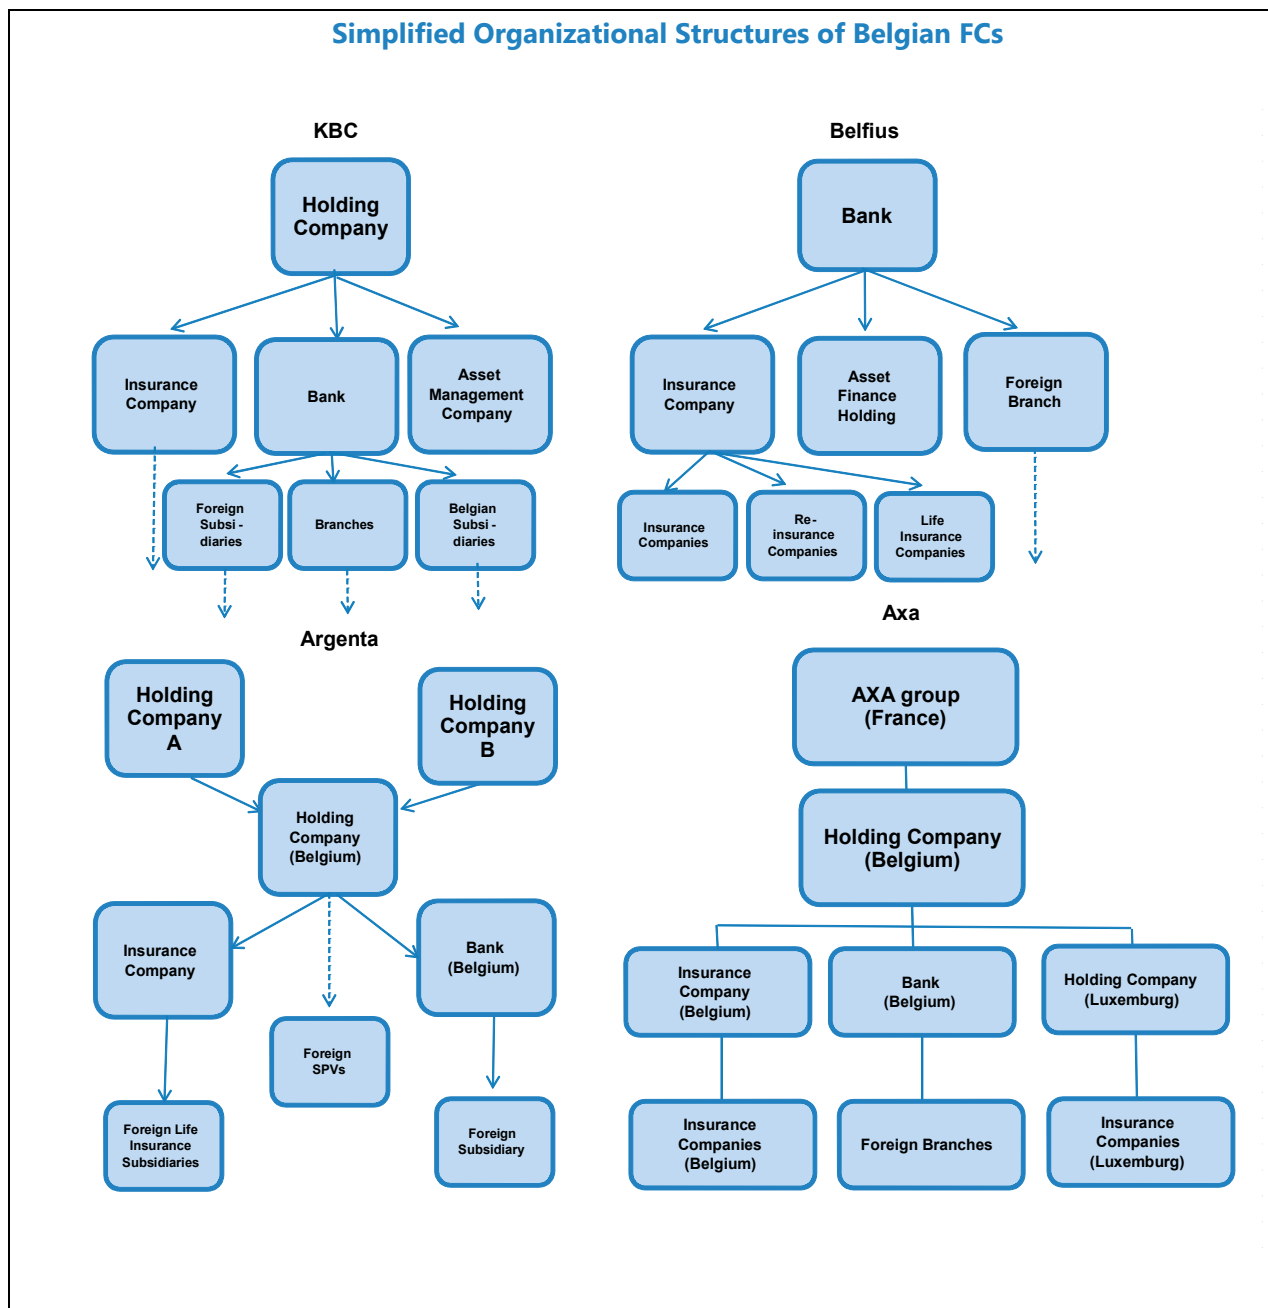 Simplified Organizational Structures of Belgian FCs
KBC
Holding
Company
Insurance
Company
Bank
Asset
Management
Company
Foreign
Subsi -
diaries
Branches
Belgian
Subsi -
diaries
Belfius
Bank
Insurance
Company
Asset
Finance
Holding
Foreign
Branch
Insurance
Companies
Re-
insurance
Companies
Life
Insurance
Companies
Argenta
Holding
Company
A
Holding
Company
B
Holding
Company
(Belgium)
Insurance
Company
Bank
(Belgium)
Foreign
SPVs
Foreign Life
Insurance
Subsidiaries
Foreign
Subsidiary
Axa
AXA group
(France)
Holding Company
(Belgium)
Insurance
Company
(Belgium)
Bank
(Belgium)
Holding Company
(Luxemburg)
Insurance
Companies
(Belgium)
Foreign Branches
Insurance
Companies
(Luxemburg)